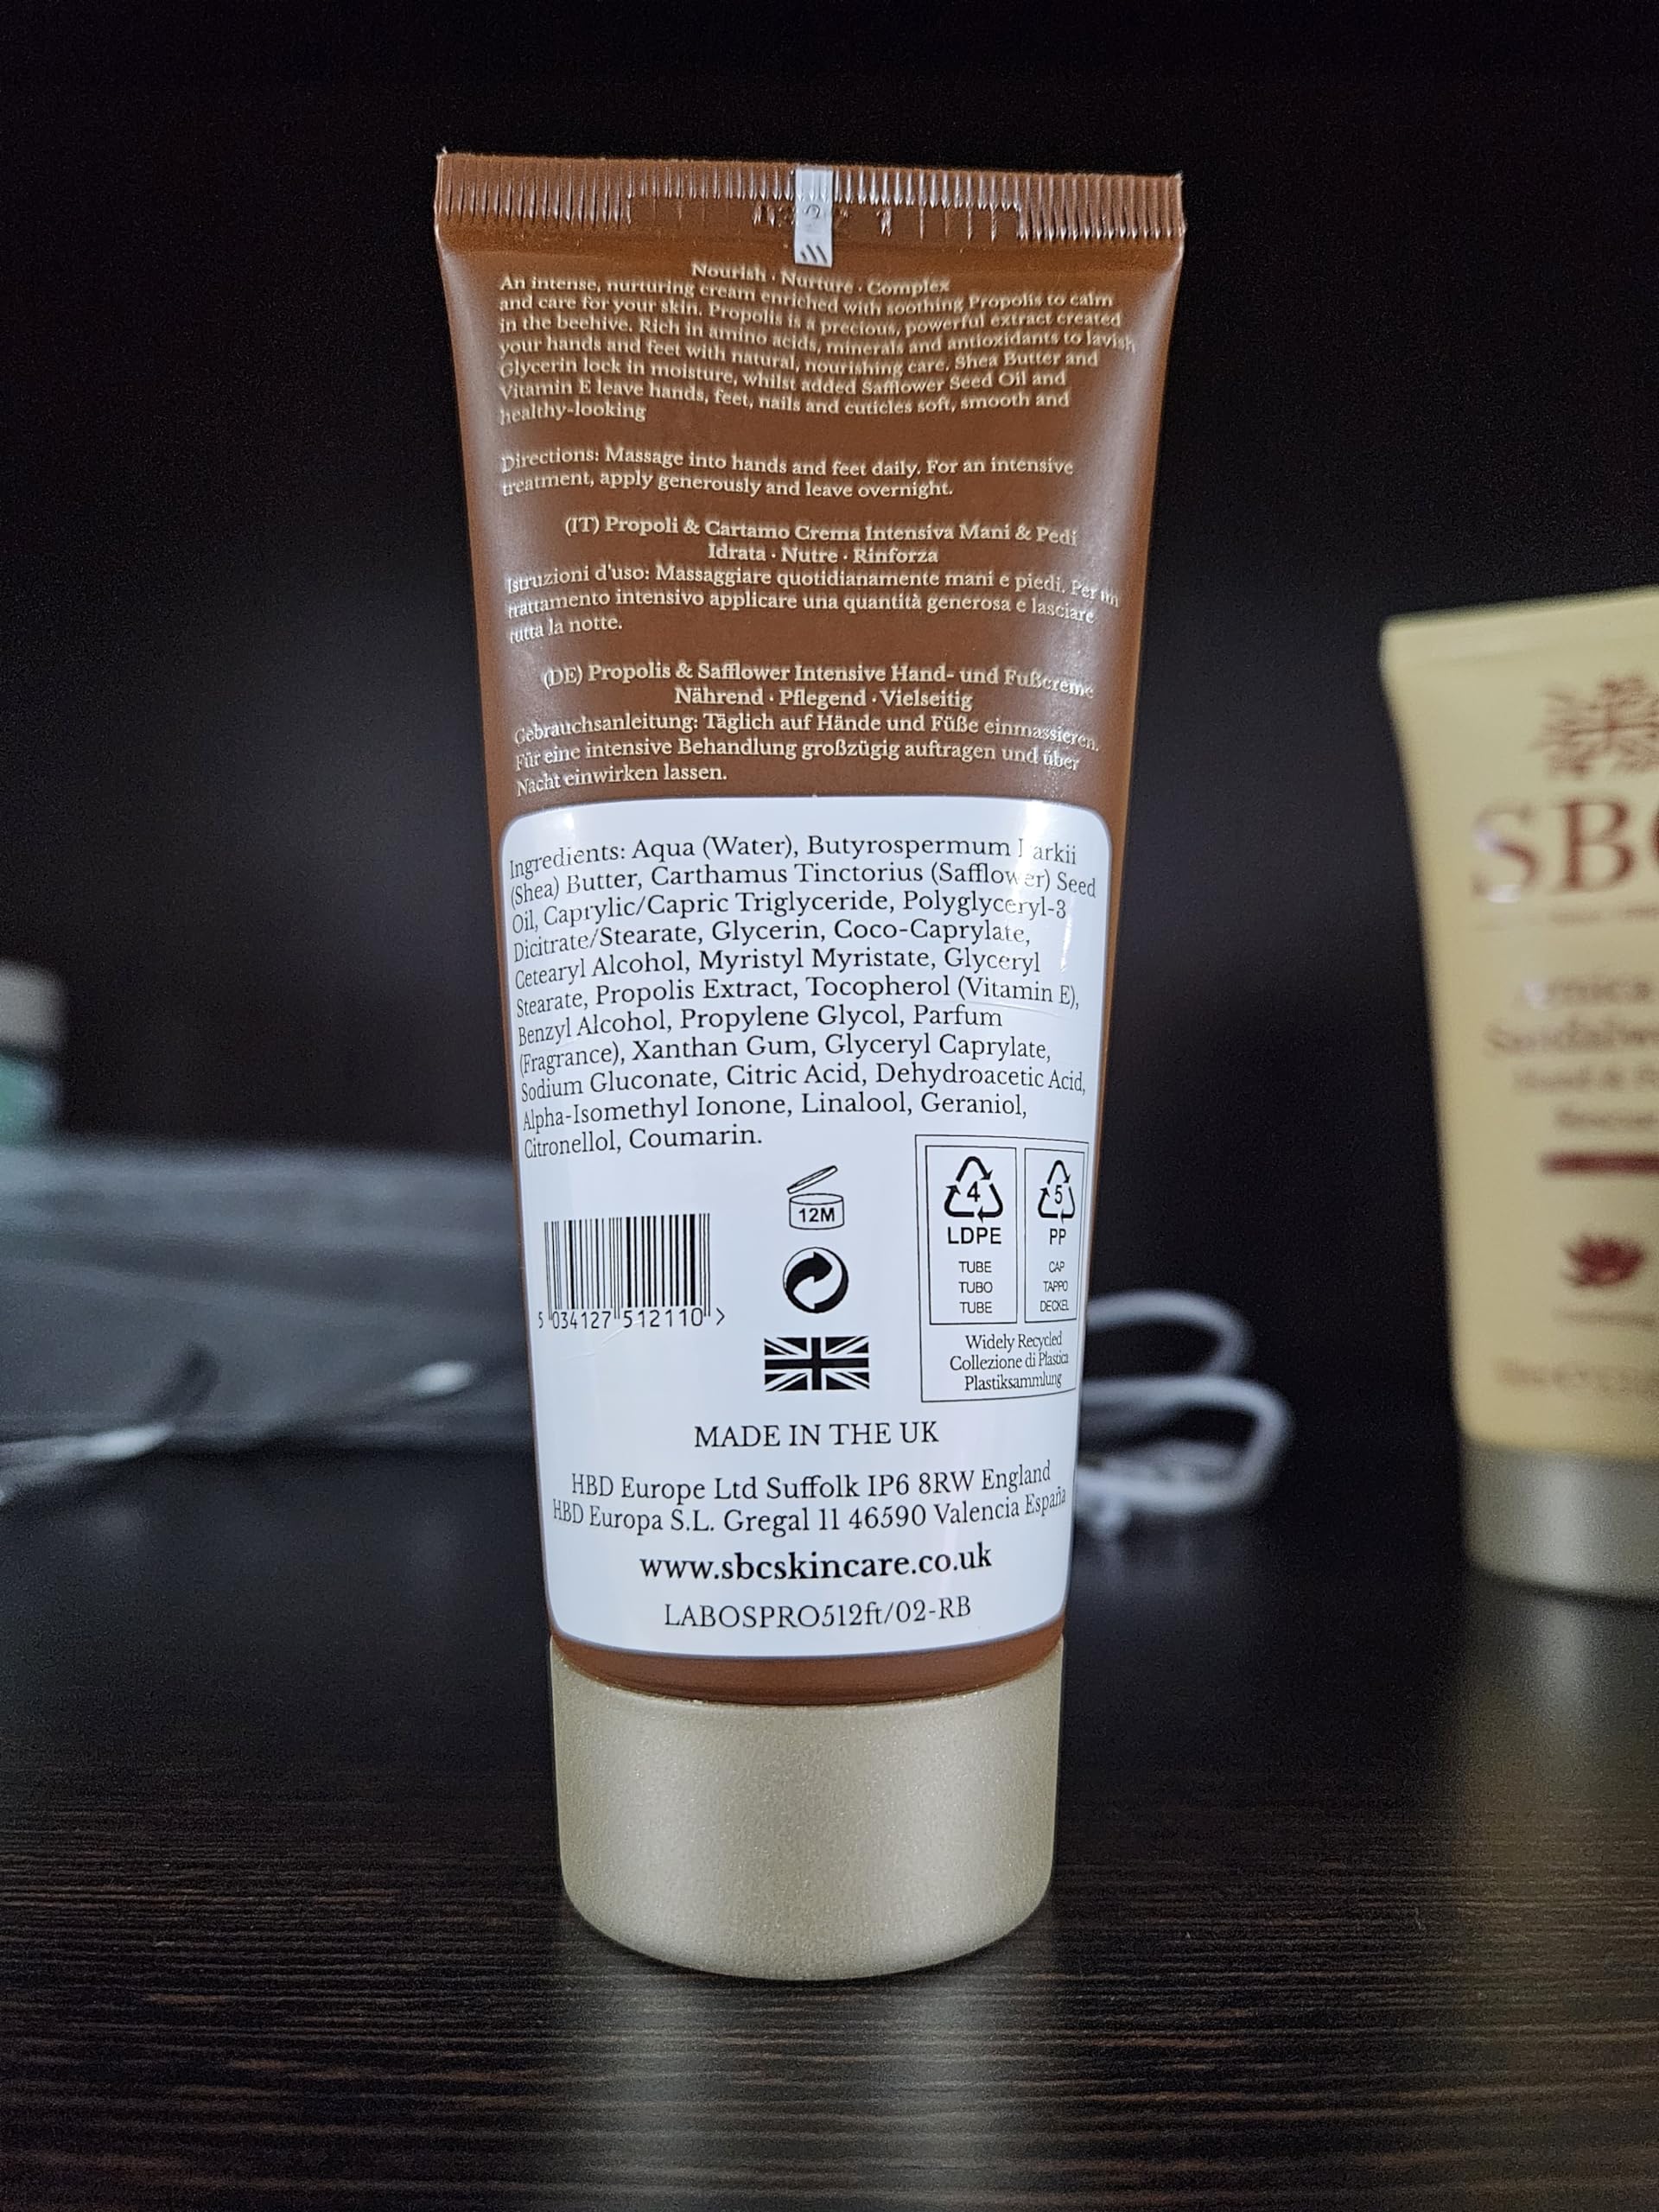 Nourish · Nurture · Complex
An intense, nurturing cream enriched with soothing Propolis to calm
and care for your skin. Propolis is a precious, powerful extract created
in the beehive. Rich in amino acids, minerals and antioxidants to lavish
your hands and feet with natural, nourishing care. Shea Butter and
Glycerin lock in moisture, whilst added Safflower Seed Oil and
Vitamin E leave hands, feet, nails and cuticles soft, smooth and
healthy-looking
Directions: Massage into hands and feet daily. For an intensive
treatment, apply generously and leave overnight.
(IT) Propoli & Cartamo Crema Intensiva Mani & Pedi
Idrata · Nutre · Rinforza
Istruzioni d'uso: Massaggiare quotidianamente mani e piedi. Per un
trattamento intensivo applicare una quantità generosa e lasciare
tutta la notte.
(DE) Propolis & Safflower Intensive Hand- und Fußcreme
Nährend · Pflegend · Vielseitig
Gebrauchsanleitung: Täglich auf Hände und Füße einmassieren.
Für eine intensive Behandlung großzügig auftragen und über
Nacht einwirken lassen.
Ingredients: Aqua (Water), Butyrospermum Parkii
(Shea) Butter, Carthamus Tinctorius (Safflower) Seed
Oil, Caprylic/Capric Triglyceride, Polyglyceryl-3
Dicitrate/Stearate, Glycerin, Coco-Caprylate,
Cetearyl Alcohol, Myristyl Myristate, Glyceryl
Stearate, Propolis Extract, Tocopherol (Vitamin E),
Benzyl Alcohol, Propylene Glycol, Parfum
(Fragrance), Xanthan Gum, Glyceryl Caprylate,
Sodium Gluconate, Citric Acid, Dehydroacetic Acid,
Alpha-Isomethyl Ionone, Linalool, Geraniol,
Citronellol, Coumarin.
12M
4
LDPE
TUBE
TUBO
TUBE
5
PP
CAP
TAPPO
DECKEL
Widely Recycled
Collezione di Plastica
Plastiksammlung
5 034127 512110 >
MADE IN THE UK
HBD Europe Ltd Suffolk IP6 8RW England
HBD Europa S.L. Gregal 11 46590 Valencia España
www.sbcskincare.co.uk
LABOSPRO512ft/02-RB
SBC
Arnica